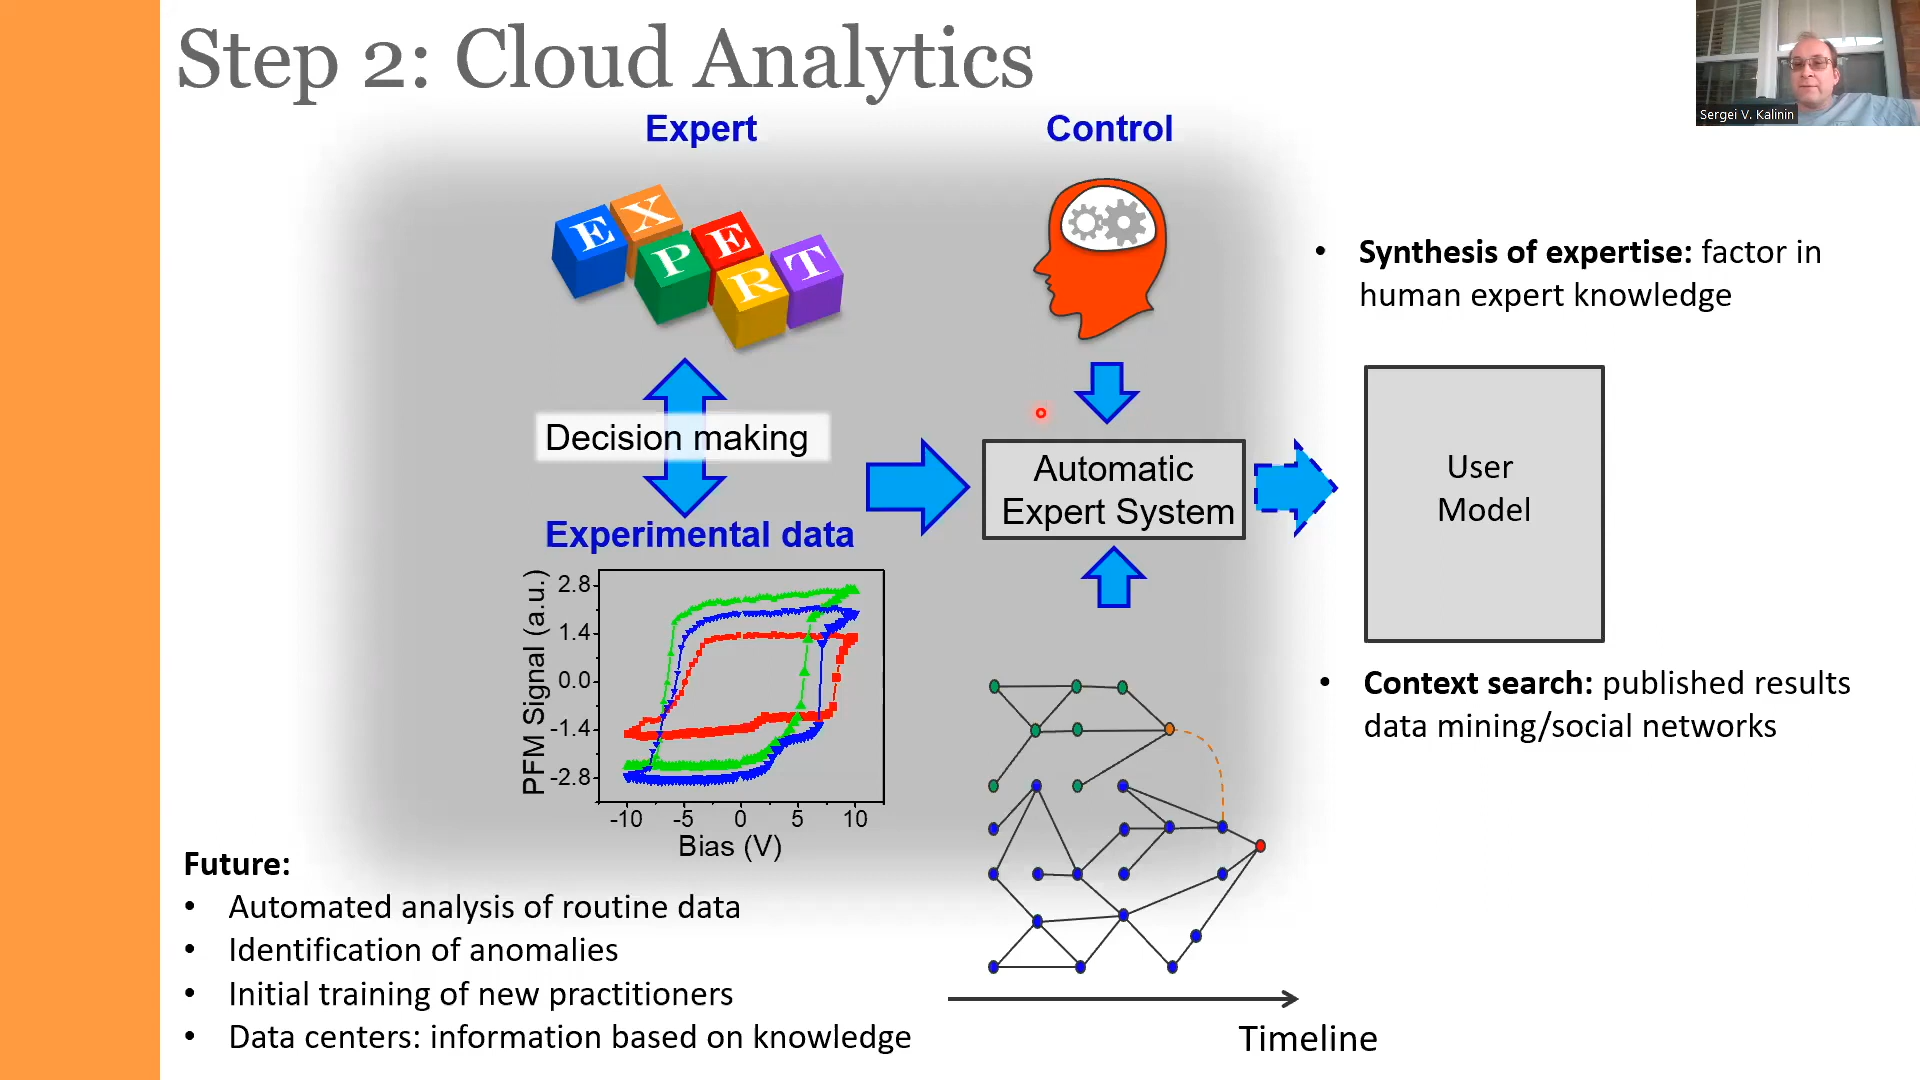 Step 2: Cloud Analytics
Sergei V. Kalinin
Expert
Control
E X P E R T
Synthesis of expertise: factor in
human expert knowledge
Decision making
Automatic
Expert System
User
Model
Experimental data
PFM Signal (a.u.)
2.8
1.4
0.0
-1.4
-2.8
-10 -5 0 5 10
Bias (V)
• Context search: published results
data mining/social networks
Future:
• Automated analysis of routine data
• Identification of anomalies
• Initial training of new practitioners
• Data centers: information based on knowledge
Timeline